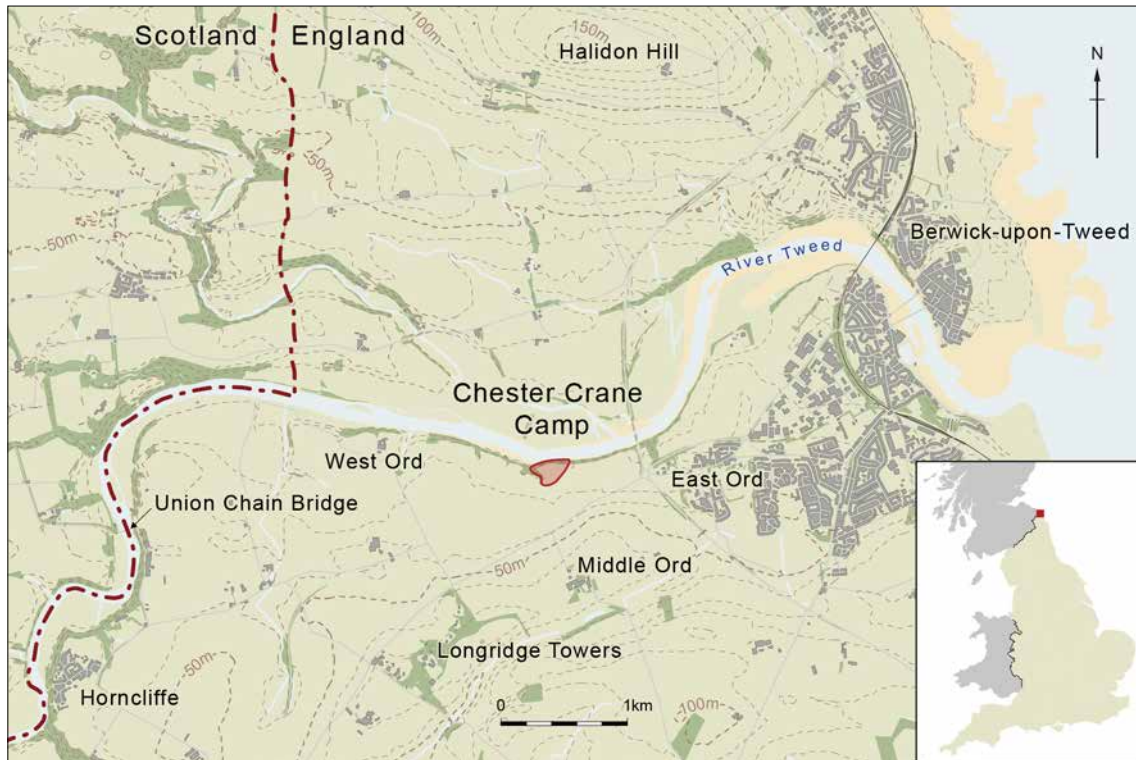 Scotland
England
100m
150m
Halidon Hill
N
50m
50m
Berwick-upon-Tweed
River Tweed
Chester Crane
Camp
West Ord
East Ord
Union Chain Bridge
50m
Middle Ord
Longridge Towers
50m
Horncliffe
0
1km
100m